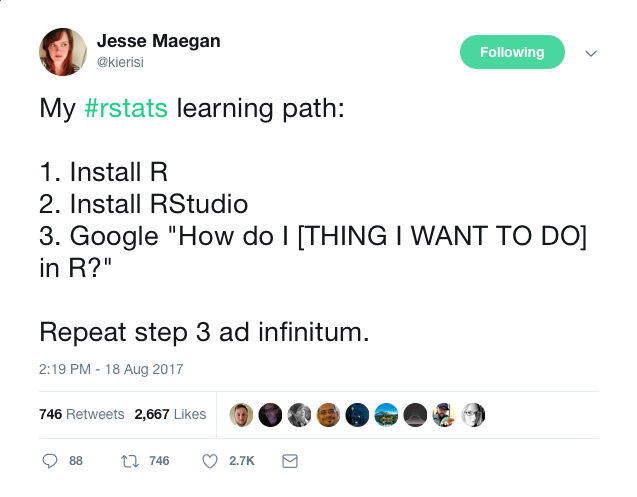 Jesse Maegan
@kierisi
Following
My #rstats learning path:
1. Install R
2. Install RStudio
3. Google "How do I [THING I WANT TO DO]
in R?"
Repeat step 3 ad infinitum.
2:19 PM - 18 Aug 2017
746 Retweets 2,667 Likes
88 746 2.7K